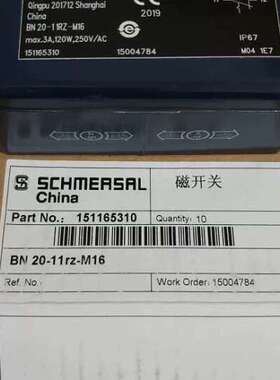 Qingpu 201712 Shanghai
China
BN 20-11RZ-M16
max.3A,120W,250V/AC
2019
IP67
151165310 15004784 M04 1E7
S SCHMERSAL
China
磁开关
Part No.: 151165310 Quantity: 10
BN 20-11rz-M16
Ref.No.: Work Order: 15004784